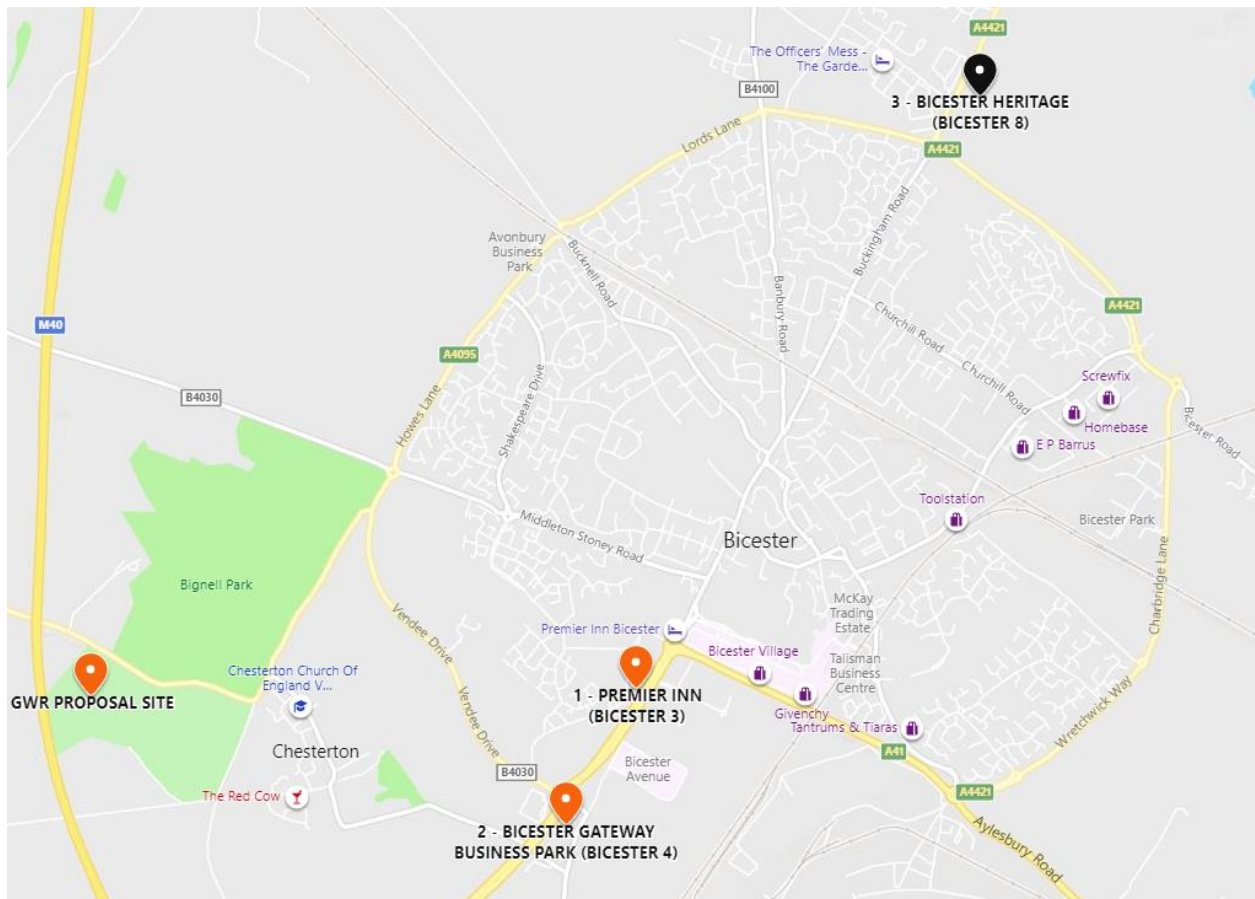 A4421
The Officers' Mess -
The Garde...
3 - BICESTER HERITAGE
(BICESTER 8)
B4100
Lords Lane
A4421
Buckingham Road
Avonbury
Business
Park
Bucknell Road
Banbury Road
Churchill Road
A4421
M40
A4095
Shakespeare Drive
Churchill Road
Screwfix
Homebase
B4030
Howes Lane
Bicester Road
E P Barrus
Toolstation
Bicester Park
Middleton Stoney Road
Bicester
Charbridge Lane
Bignell Park
McKay
Trading
Estate
Vendee Drive
Premier Inn Bicester
Bicester Village
Talisman
Business
Centre
Chesterton Church Of
England V...
GWR PROPOSAL SITE
1 - PREMIER INN
(BICESTER 3)
Givenchy
Tantrums & Tiaras
Wretchwick Way
Vendee Drive
Chesterton
A41
B4030
Bicester
Avenue
A4421
The Red Cow
2 - BICESTER GATEWAY
BUSINESS PARK (BICESTER 4)
Aylesbury Road